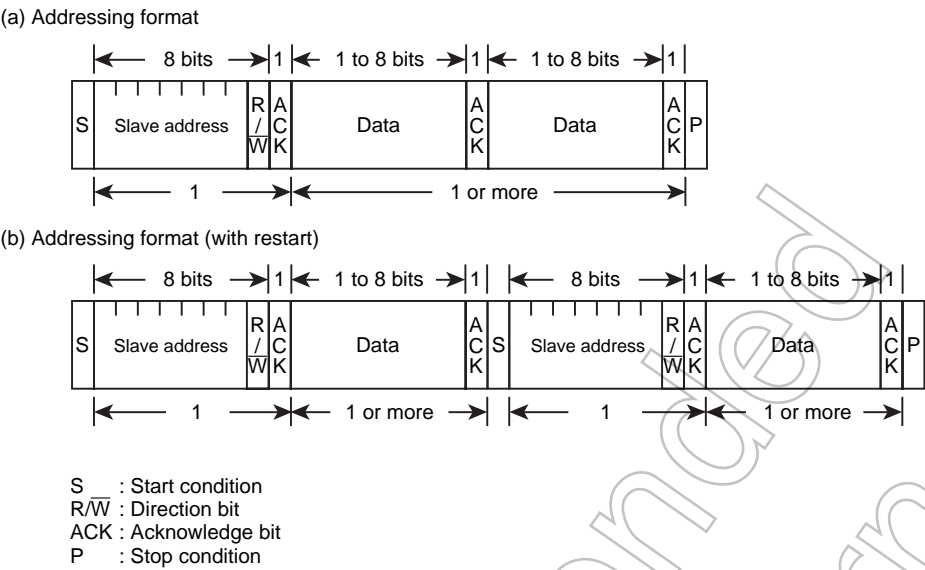 (a) Addressing format
8 bits 1 1 to 8 bits 1 1 to 8 bits 1
S Slave address R/W ACK Data ACK Data ACK P
1 1 or more
(b) Addressing format (with restart)
8 bits 1 1 to 8 bits 1 8 bits 1 1 to 8 bits 1
S Slave address R/W ACK Data ACK S Slave address R/W ACK Data ACK P
1 1 or more 1 1 or more
S : Start condition
R/W : Direction bit
ACK : Acknowledge bit
P : Stop condition